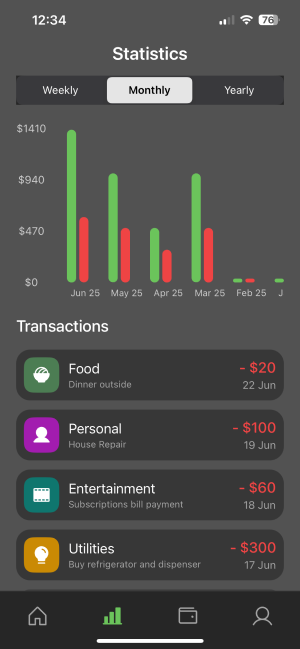 12:34
76
Statistics
Weekly Monthly Yearly
$1410
$940
$470
$0
Jun 25 May 25 Apr 25 Mar 25 Feb 25 J
Transactions
Food - $20
Dinner outside 22 Jun
Personal - $100
House Repair 19 Jun
Entertainment - $60
Subscriptions bill payment 18 Jun
Utilities - $300
Buy refrigerator and dispenser 17 Jun